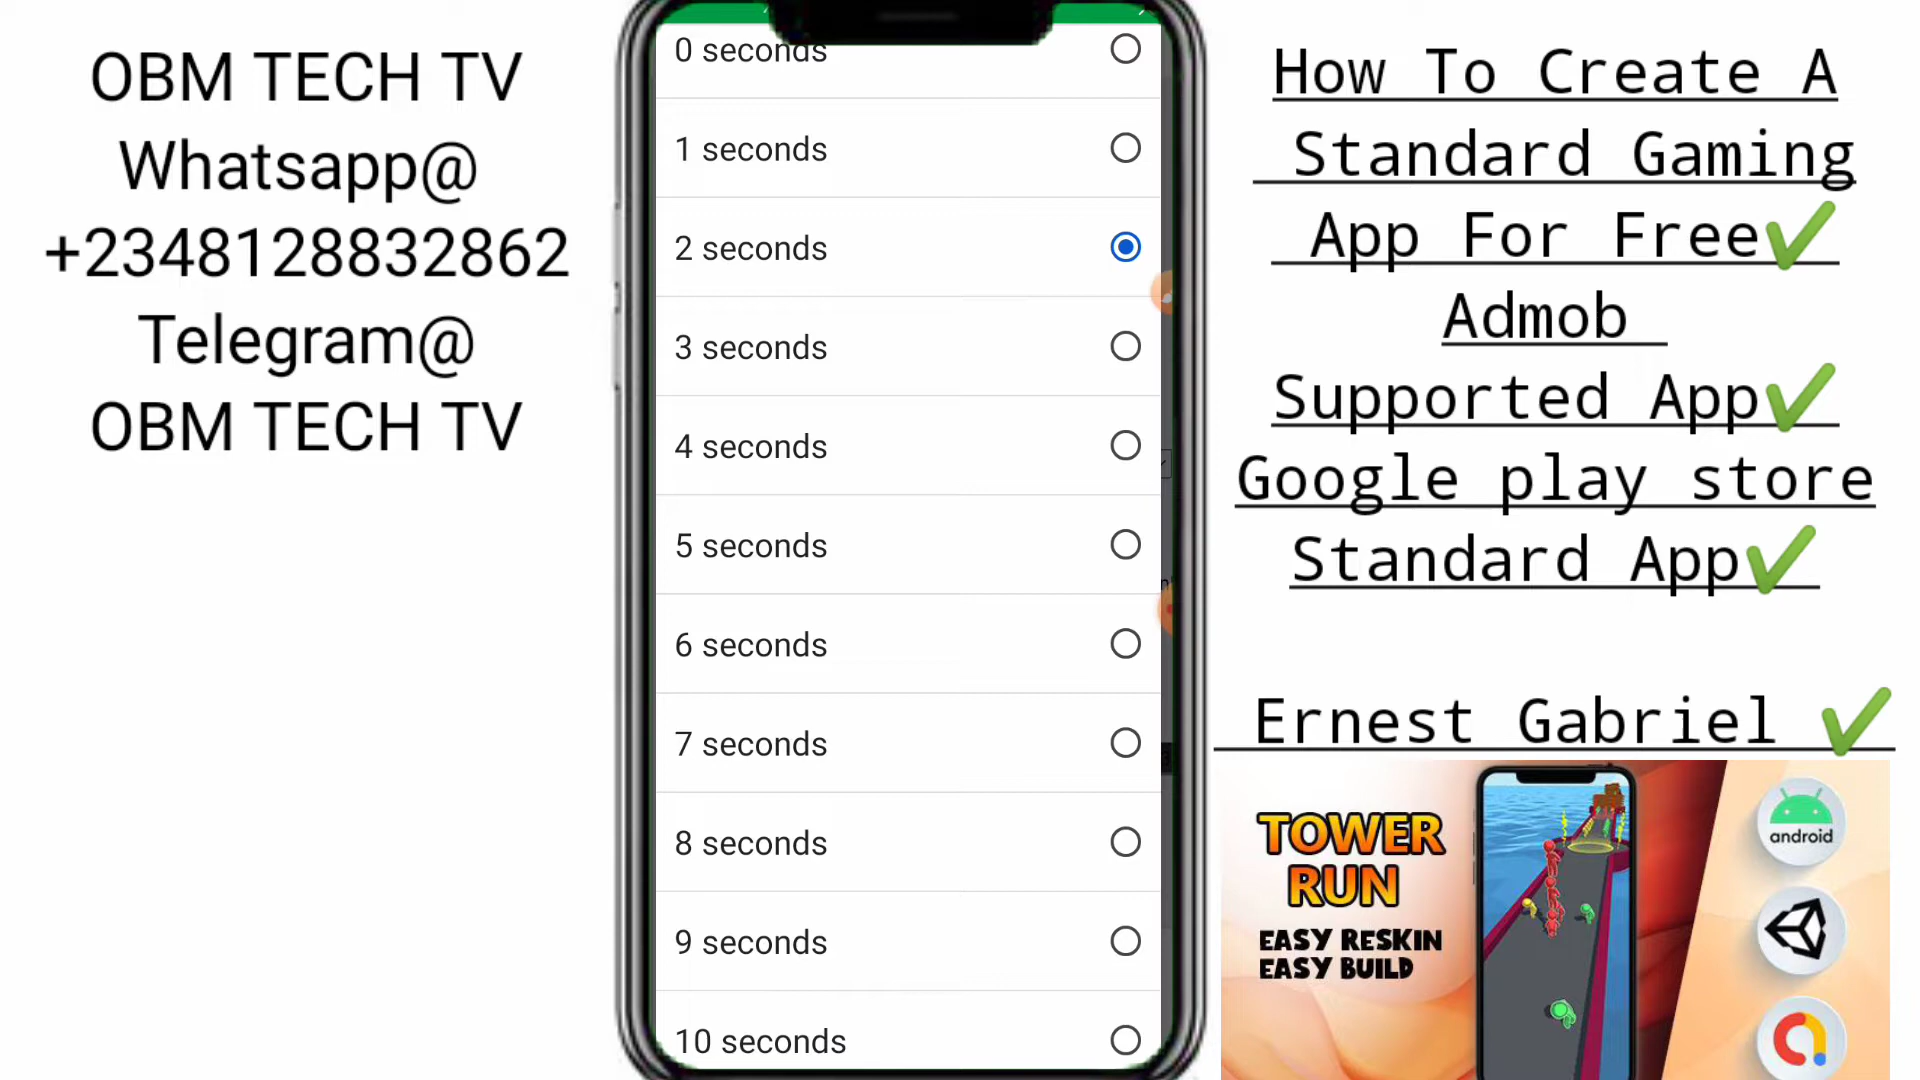 OBM TECH TV
Whatsapp@
+2348128832862
Telegram@
OBM TECH TV
0 seconds
1 seconds
2 seconds
3 seconds
4 seconds
5 seconds
6 seconds
7 seconds
8 seconds
9 seconds
10 seconds
How To Create A
Standard Gaming
App For Free✔
Admob
Supported App✔
Google play store
Standard App✔
Ernest Gabriel ✔
TOWER
RUN
EASY RESKIN
EASY BUILD
android